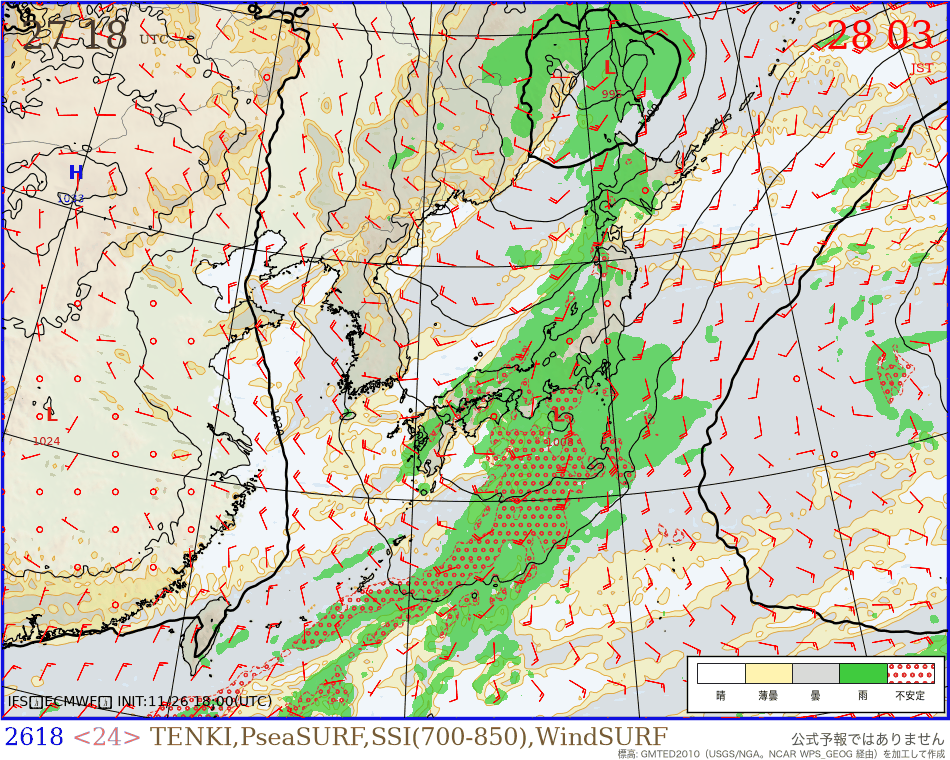 27 18 UTC
28 03
JST
L
995
H
1043
1020
L
1024
L
1008
晴 薄曇 曇 雨 不安定
IFS ECMWF INIT:11/26 18:00(UTC)
2618 <24> TENKI,PseaSURF,SSI(700-850),WindSURF
公式予報ではありません
標高: GMTED2010（USGS/NGA。NCAR WPS_GEOG 経由）を加工して作成